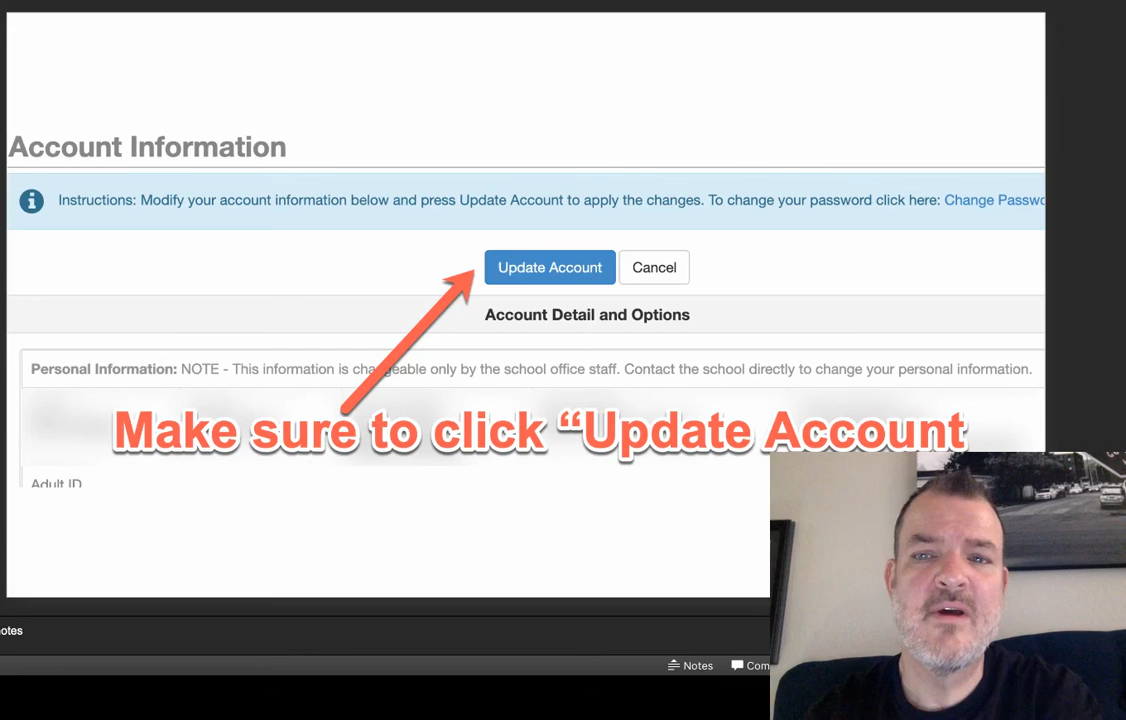 Account Information
Instructions: Modify your account information below and press Update Account to apply the changes. To change your password click here: Change Passwo
Update Account Cancel
Account Detail and Options
Personal Information: NOTE - This information is changeable only by the school office staff. Contact the school directly to change your personal information.
Make sure to click “Update Account
Adult ID
otes
Notes Com